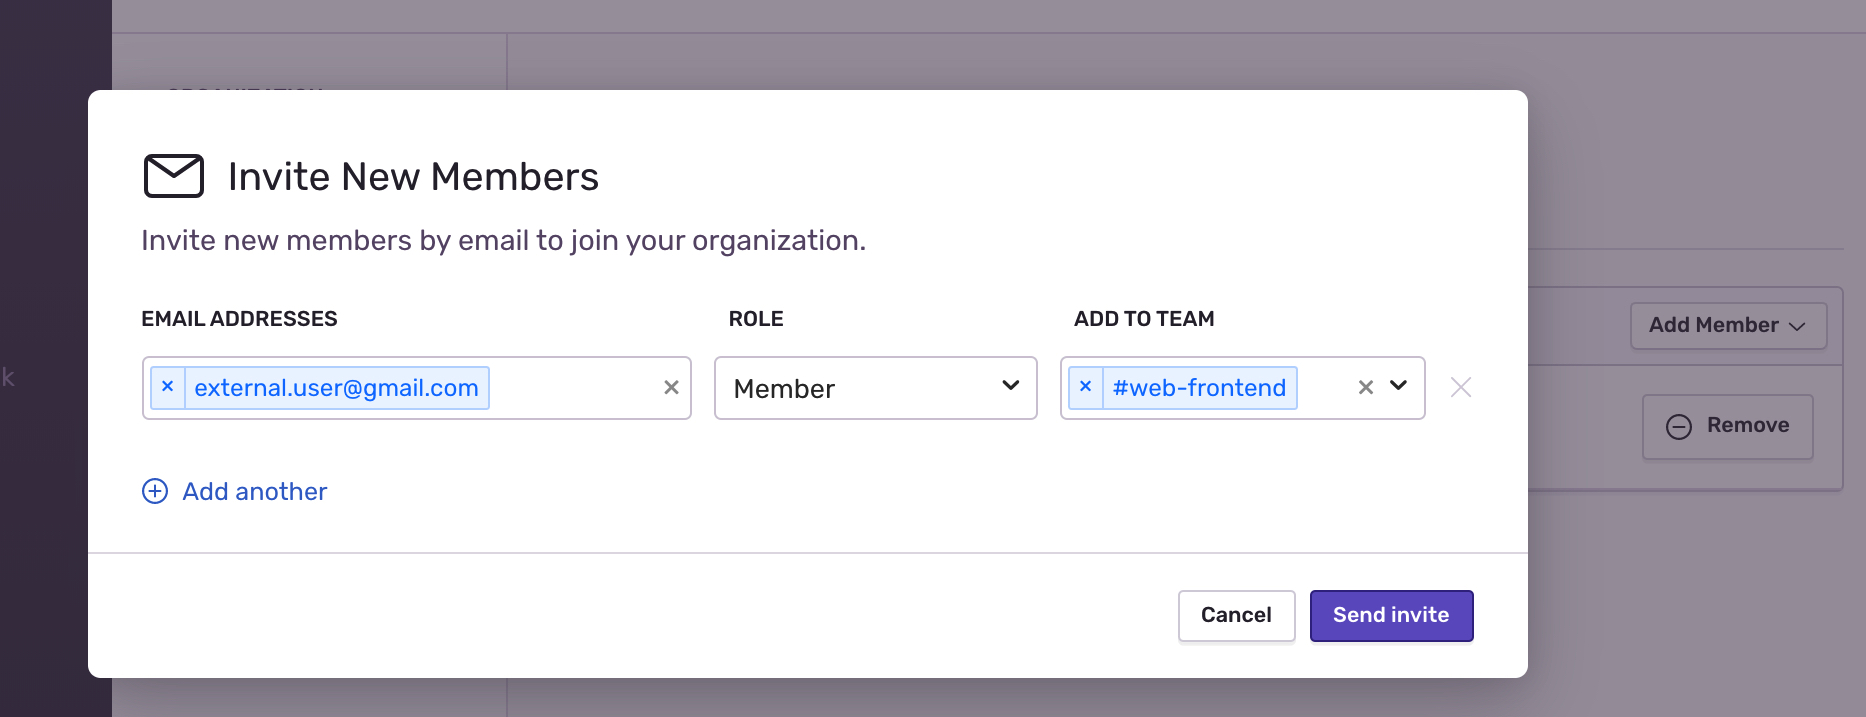 Invite New Members
Invite new members by email to join your organization.
EMAIL ADDRESSES ROLE ADD TO TEAM
external.user@gmail.com Member #web-frontend
Add another
Cancel Send invite
Add Member
Remove
k